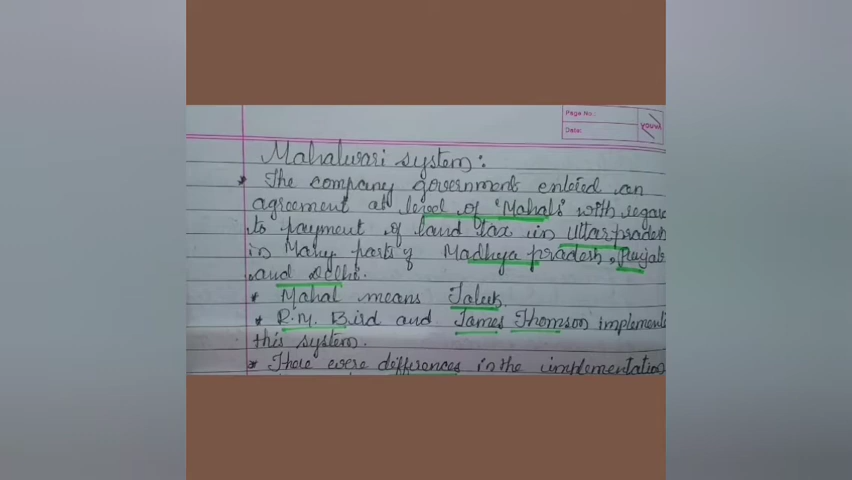 Page No.:
Date:
YOUVA
Mahalwari system:
* The company government entered an
agreement at level of 'Mahals' with regard
to payment of land tax in Uttarpradesh
in Many parts of Madhya pradesh, Punjab
and Delhi.
* Mahal means Taluk.
* R.M. Bird and James Thomson implement
this system.
* There were differences in the implementation